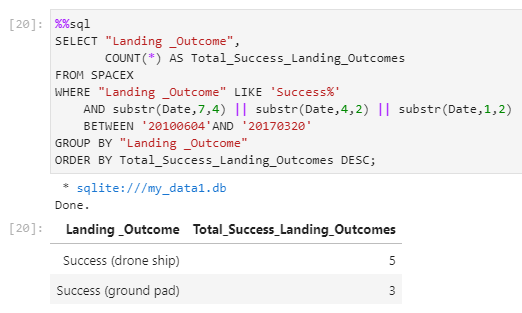 [20]: %%sql
SELECT "Landing _Outcome",
COUNT(*) AS Total_Success_Landing_Outcomes
FROM SPACEX
WHERE "Landing _Outcome" LIKE 'Success%'
AND substr(Date,7,4) || substr(Date,4,2) || substr(Date,1,2)
BETWEEN '20100604'AND '20170320'
GROUP BY "Landing _Outcome"
ORDER BY Total_Success_Landing_Outcomes DESC;
* sqlite:///my_data1.db
Done.
[20]: Landing _Outcome Total_Success_Landing_Outcomes
Success (drone ship) 5
Success (ground pad) 3